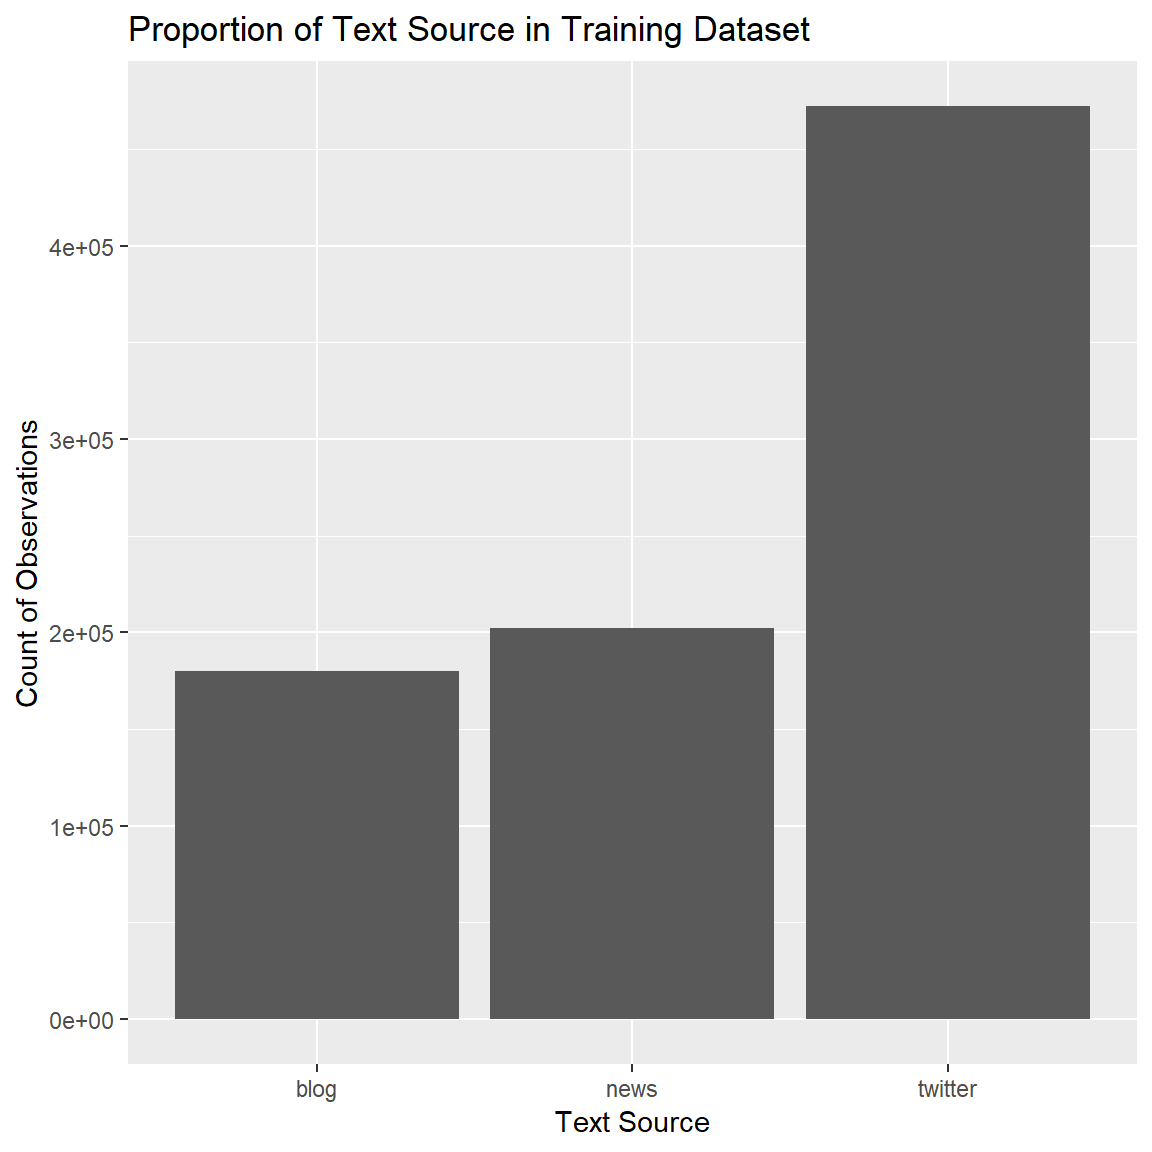 Proportion of Text Source in Training Dataset
Count of Observations
4e+05
3e+05
2e+05
1e+05
0e+00
blog news twitter
Text Source